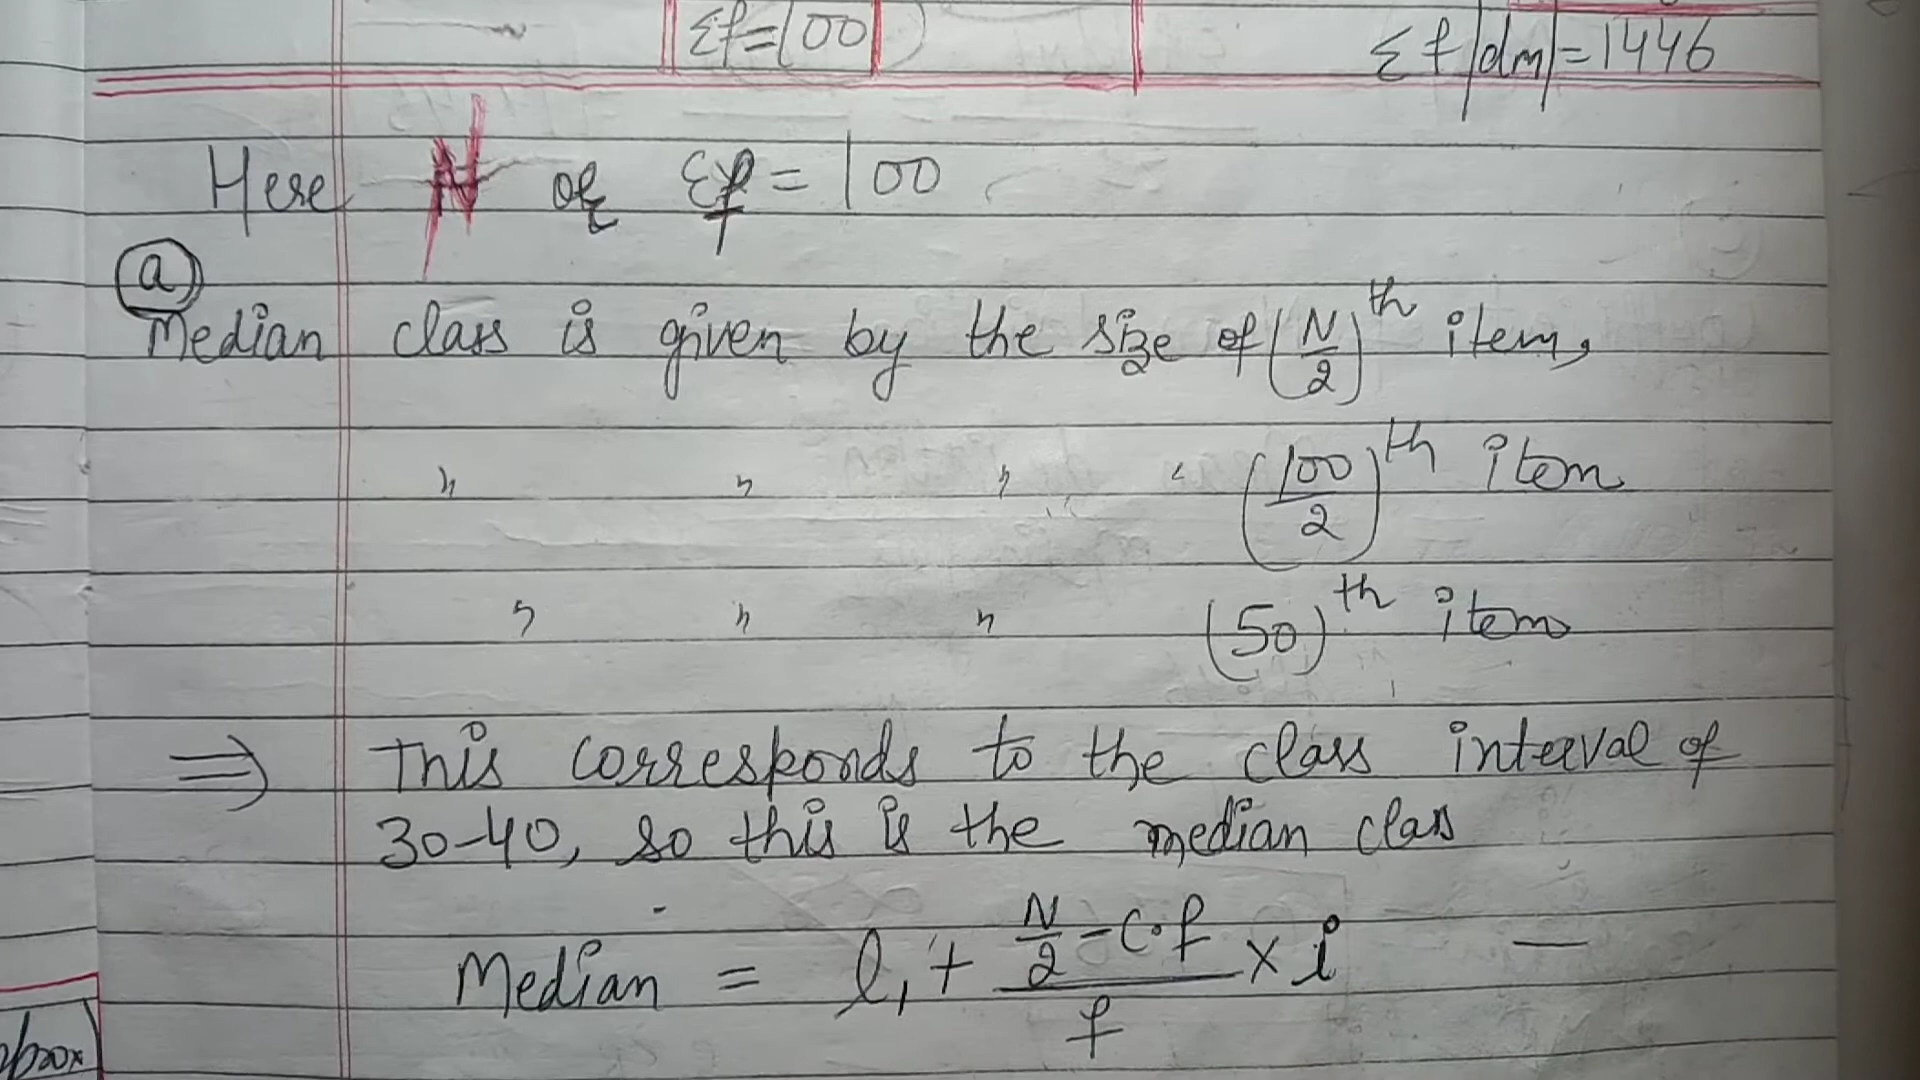 Σf=100 Σf|dm|=1446
Here N or Σf = 100
(a)
Median class is given by the size of (N/2)th item,
" " " " (100/2)th item
" " " (50)th item
⇒ This corresponds to the class interval of
30-40, so this is the median class
Median = l₁ + (N/2 - C.f)/f × i —